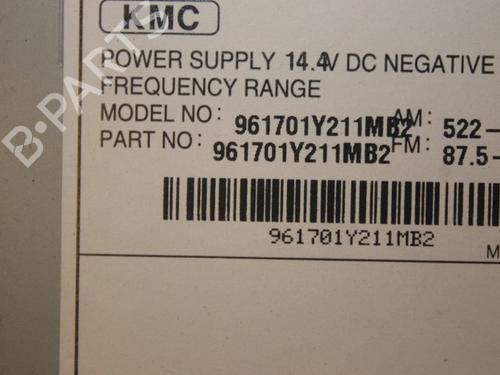 KMC
POWER SUPPLY 14.4V DC NEGATIVE
FREQUENCY RANGE
MODEL NO: 961701Y211MB2 AM: 522-
PART NO: 961701Y211MB2 FM: 87.5-
961701Y211MB2
M
B-PARTS